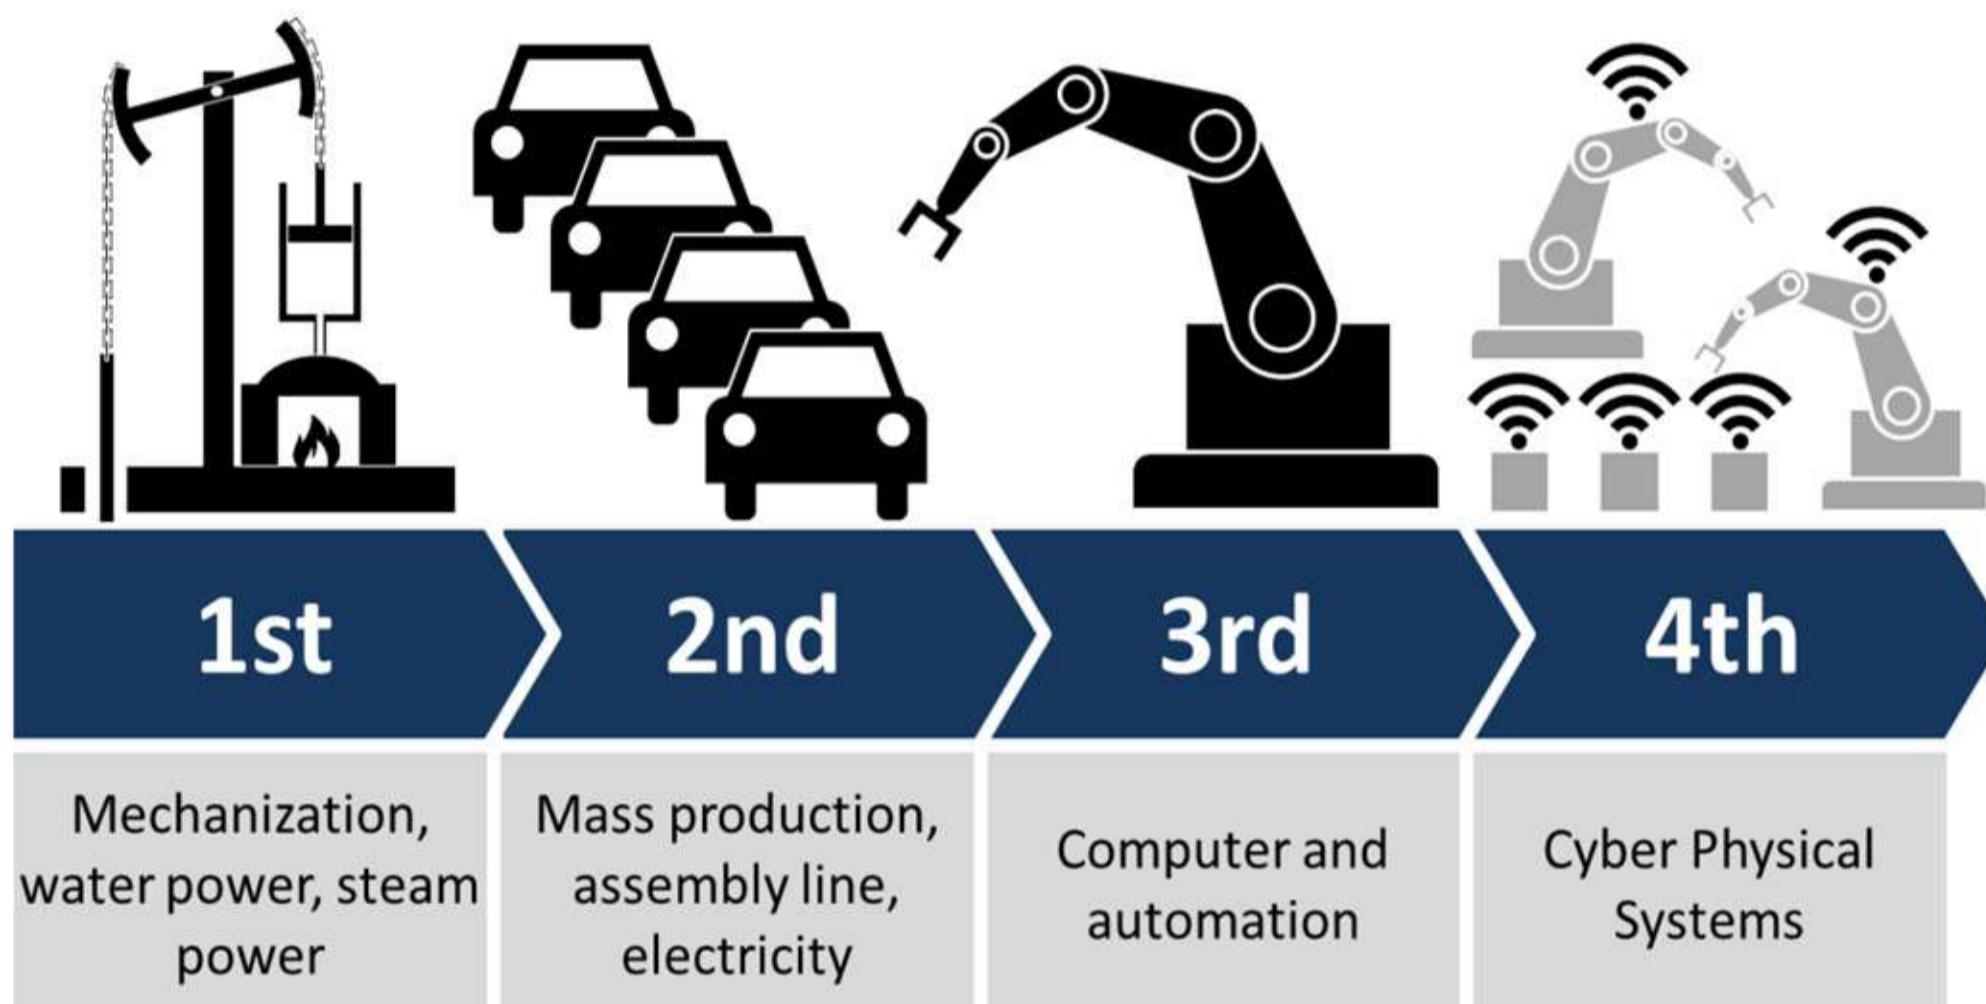 1st
2nd
3rd
4th
Mechanization,
water power, steam
power
Mass production,
assembly line,
electricity
Computer and
automation
Cyber Physical
Systems